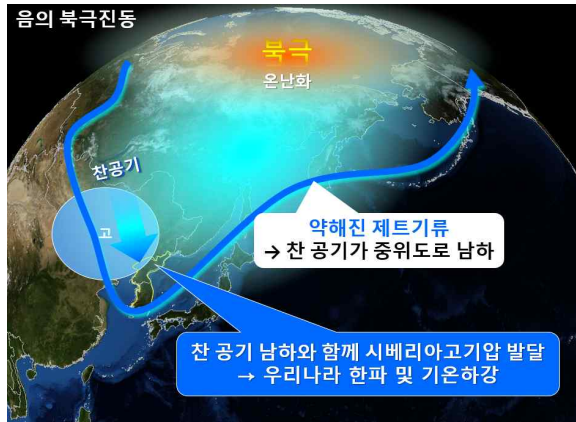 음의 북극진동
북극
온난화
찬공기
고
약해진 제트기류
→ 찬 공기가 중위도로 남하
찬 공기 남하와 함께 시베리아고기압 발달
→ 우리나라 한파 및 기온하강